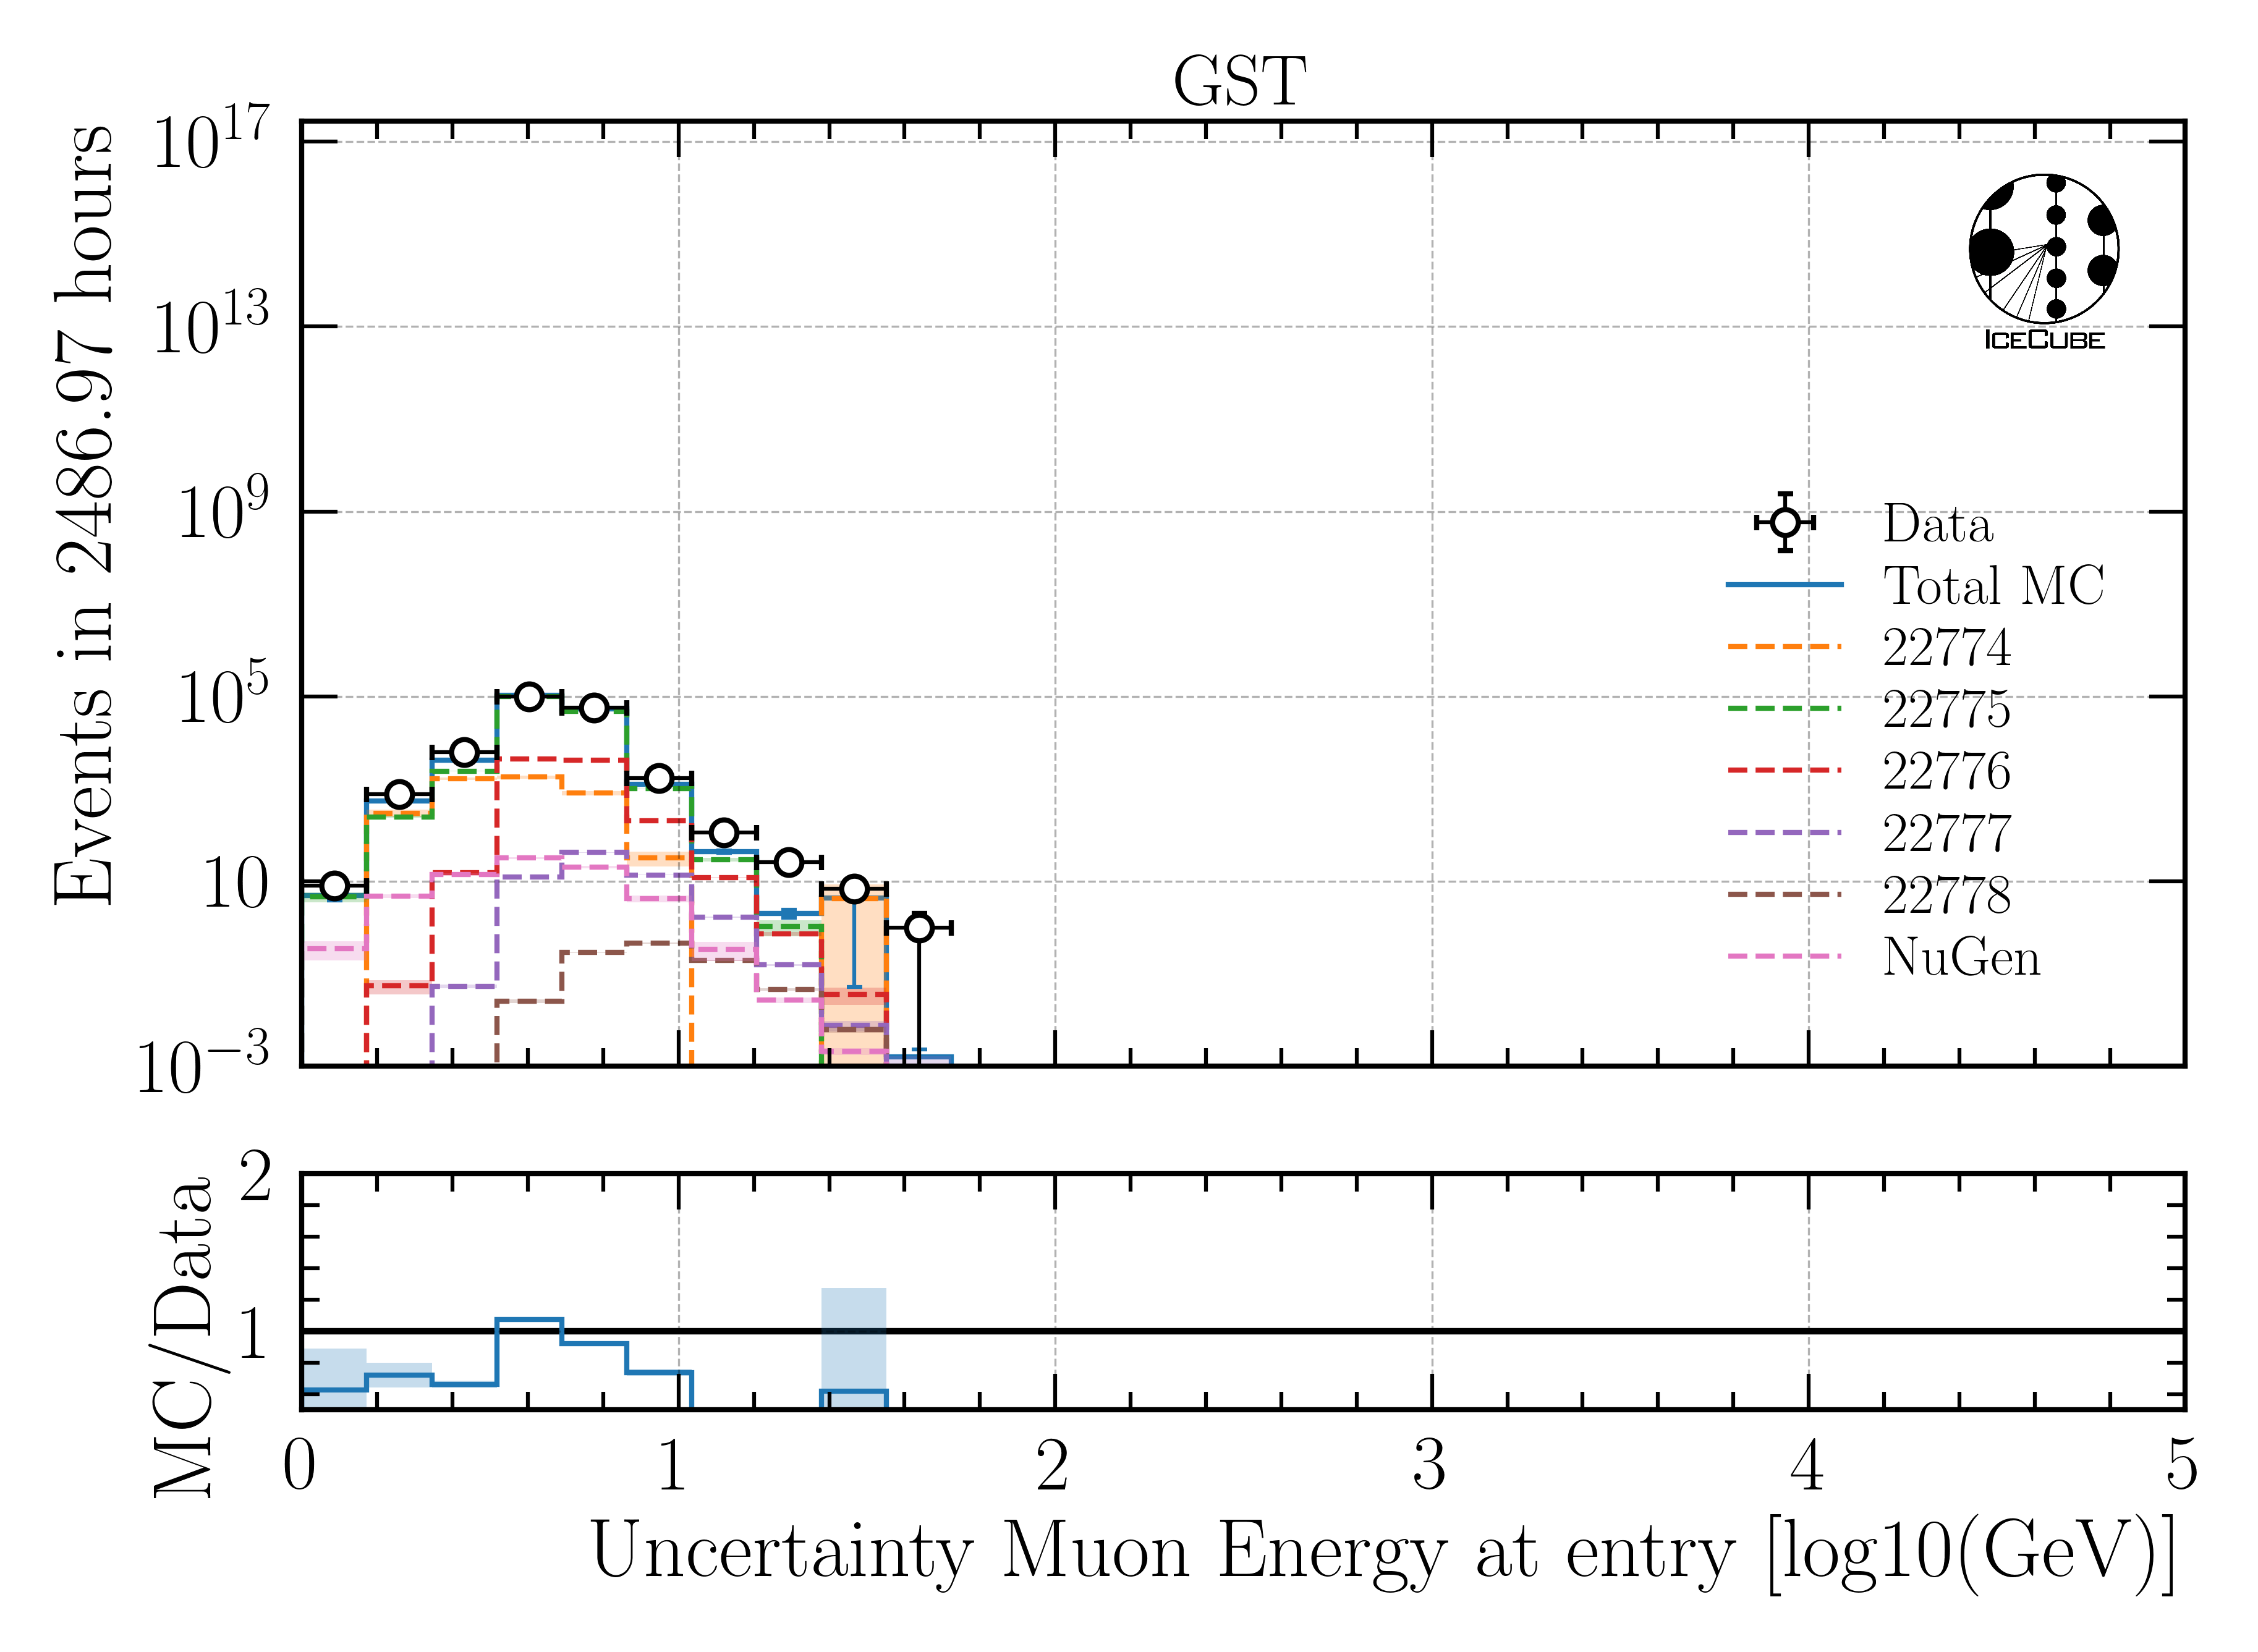 GST
Events in 2486.97 hours
10^17
10^13
10^9
10^5
10
10^−3
ICECUBE
Data
Total MC
22774
22775
22776
22777
22778
NuGen
MC/Data
2
1
0 1 2 3 4 5
Uncertainty Muon Energy at entry [log10(GeV)]